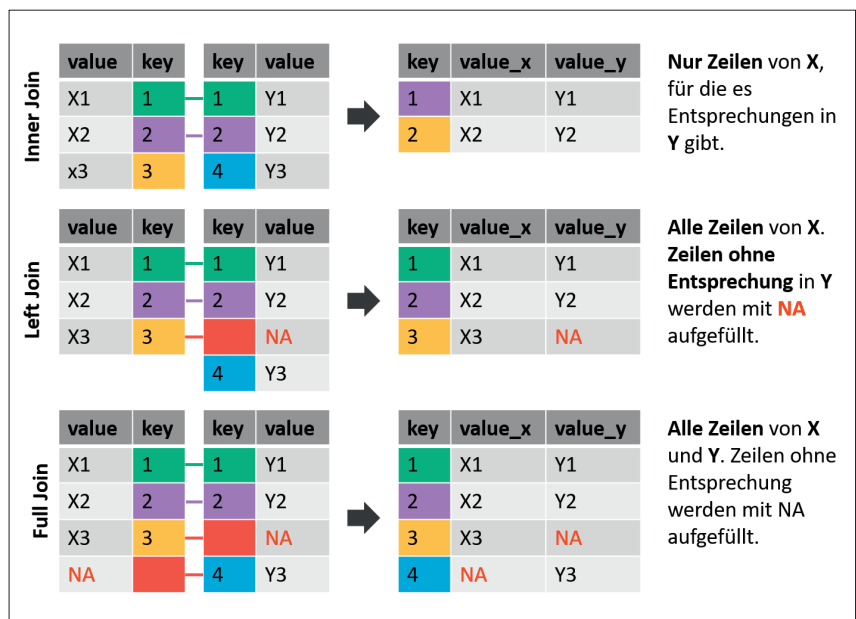 Inner Join
value key key value
X1 1 1 Y1
X2 2 2 Y2
x3 3 4 Y3
key value_x value_y
1 X1 Y1
2 X2 Y2
Nur Zeilen von X,
für die es
Entsprechungen in
Y gibt.
Left Join
value key key value
X1 1 1 Y1
X2 2 2 Y2
X3 3 NA
4 Y3
key value_x value_y
1 X1 Y1
2 X2 Y2
3 X3 NA
Alle Zeilen von X.
Zeilen ohne
Entsprechung in Y
werden mit NA
aufgefüllt.
Full Join
value key key value
X1 1 1 Y1
X2 2 2 Y2
X3 3 NA
NA 4 Y3
key value_x value_y
1 X1 Y1
2 X2 Y2
3 X3 NA
4 NA Y3
Alle Zeilen von X
und Y. Zeilen ohne
Entsprechung
werden mit NA
aufgefüllt.